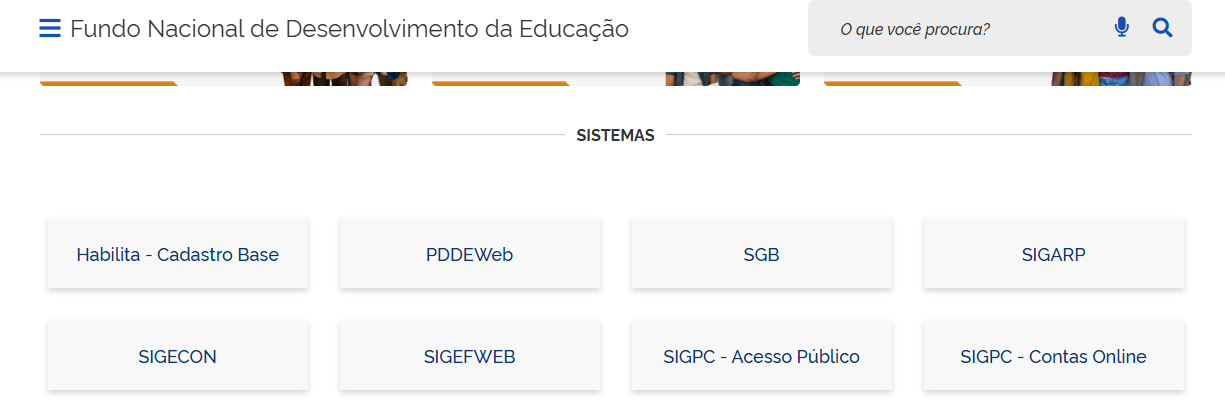 Fundo Nacional de Desenvolvimento da Educação
O que você procura?
SISTEMAS
Habilita - Cadastro Base
PDDEWeb
SGB
SIGARP
SIGECON
SIGEFWEB
SIGPC - Acesso Público
SIGPC - Contas Online